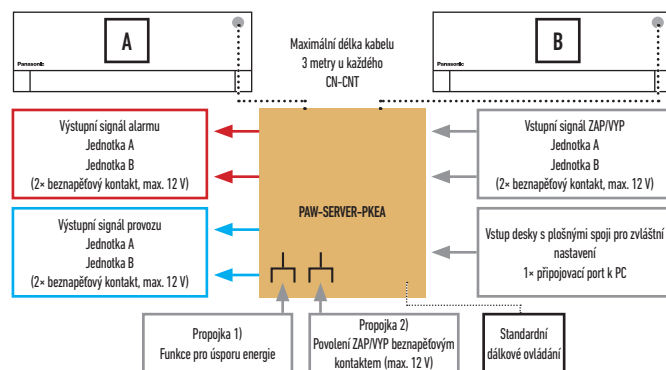 A
Panasonic
Maximální délka kabelu
3 metry u každého
CN-CNT
B
Panasonic
Výstupní signál alarmu
Jednotka A
Jednotka B
(2× beznapěťový kontakt, max. 12 V)
Výstupní signál provozu
Jednotka A
Jednotka B
(2× beznapěťový kontakt, max. 12 V)
PAW-SERVER-PKEA
Vstupní signál ZAP/VYP
Jednotka A
Jednotka B
(2× beznapěťový kontakt, max. 12 V)
Vstup desky s plošnými spoji pro zvláštní
nastavení
1× připojovací port k PC
Propojka 1)
Funkce pro úsporu energie
Propojka 2)
Povolení ZAP/VYP beznapěťovým
kontaktem (max. 12 V)
Standardní
dálkové ovládání